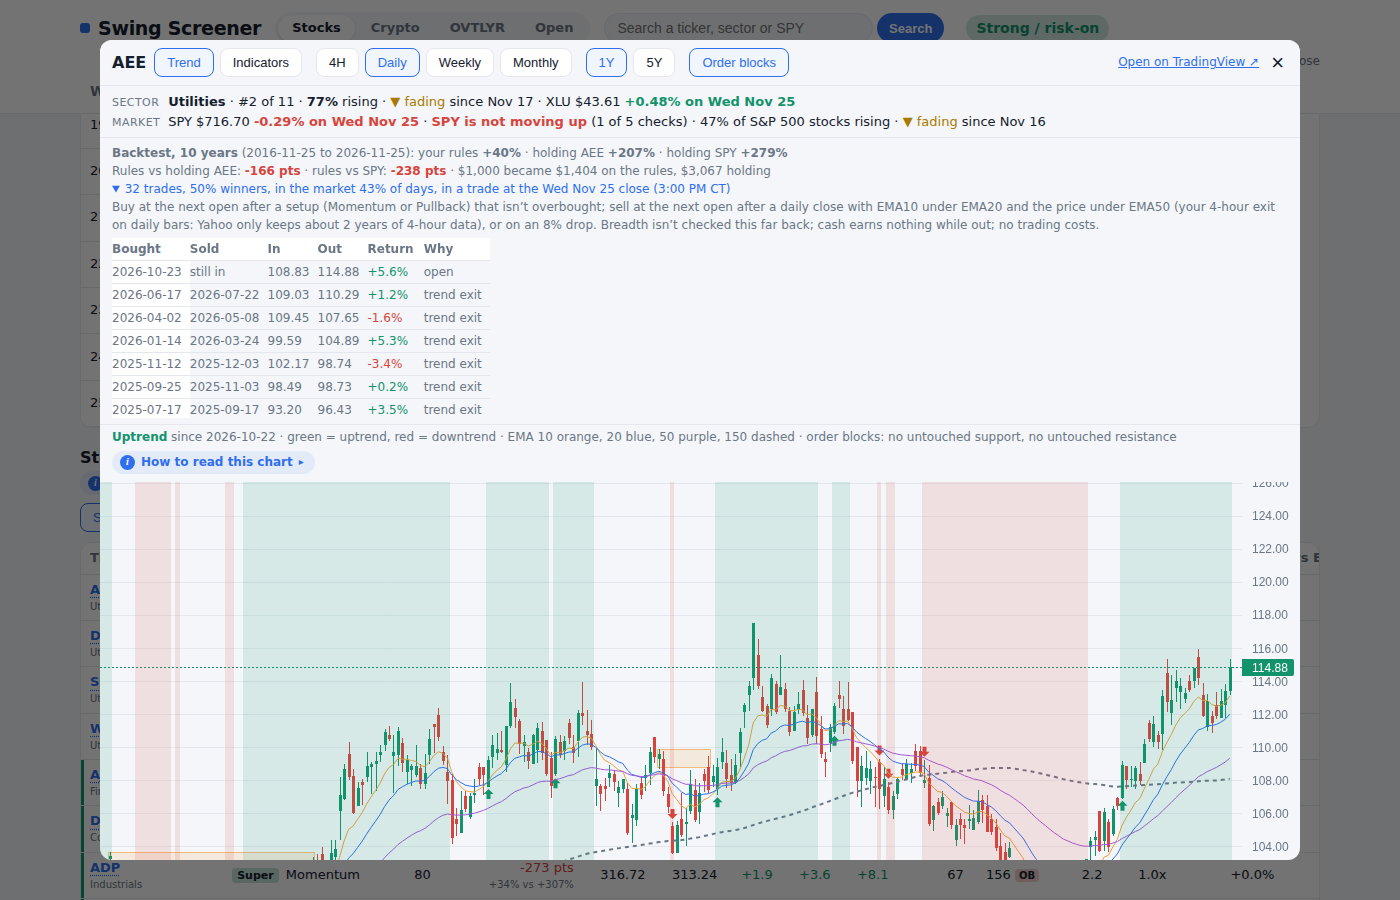 Swing Screener Stocks Crypto OVTLYR Open Search a ticker, sector or SPY Search Strong / risk-on
AEE Trend Indicators 4H Daily Weekly Monthly 1Y 5Y Order blocks Open on TradingView ↗ ×
SECTOR Utilities · #2 of 11 · 77% rising · ▼ fading since Nov 17 · XLU $43.61 +0.48% on Wed Nov 25
MARKET SPY $716.70 -0.29% on Wed Nov 25 · SPY is not moving up (1 of 5 checks) · 47% of S&P 500 stocks rising · ▼ fading since Nov 16
Backtest, 10 years (2016-11-25 to 2026-11-25): your rules +40% · holding AEE +207% · holding SPY +279%
Rules vs holding AEE: -166 pts · rules vs SPY: -238 pts · $1,000 became $1,404 on the rules, $3,067 holding
▼ 32 trades, 50% winners, in the market 43% of days, in a trade at the Wed Nov 25 close (3:00 PM CT)
Buy at the next open after a setup (Momentum or Pullback) that isn't overbought; sell at the next open after a daily close with EMA10 under EMA20 and the price under EMA50 (your 4-hour exit
on daily bars: Yahoo only keeps about 2 years of 4-hour data), or on an 8% drop. Breadth isn't checked this far back; cash earns nothing while out; no trading costs.
Bought Sold In Out Return Why
2026-10-23 still in 108.83 114.88 +5.6% open
2026-06-17 2026-07-22 109.03 110.29 +1.2% trend exit
2026-04-02 2026-05-08 109.45 107.65 -1.6% trend exit
2026-01-14 2026-03-24 99.59 104.89 +5.3% trend exit
2025-11-12 2025-12-03 102.17 98.74 -3.4% trend exit
2025-09-25 2025-11-03 98.49 98.73 +0.2% trend exit
2025-07-17 2025-09-17 93.20 96.43 +3.5% trend exit
Uptrend since 2026-10-22 · green = uptrend, red = downtrend · EMA 10 orange, 20 blue, 50 purple, 150 dashed · order blocks: no untouched support, no untouched resistance
i How to read this chart ▸
126.00
124.00
122.00
120.00
118.00
116.00
114.88
114.00
112.00
110.00
108.00
106.00
104.00
ADP Super Momentum 80 -273 pts 316.72 313.24 +1.9 +3.6 +8.1 67 156 OB 2.2 1.0x +0.0%
Industrials +34% vs +307%